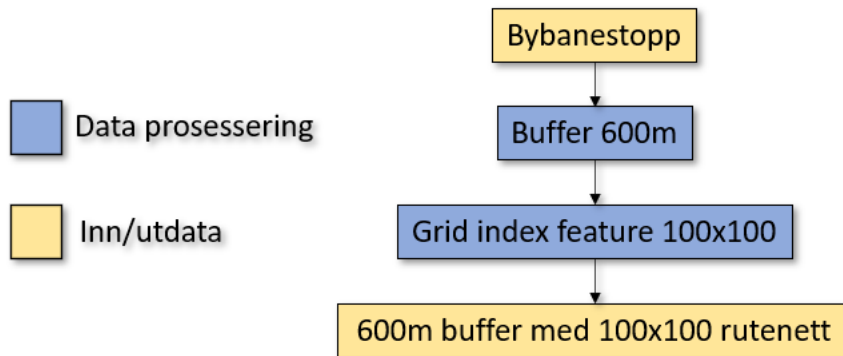 Bybanestopp
Data prosessering
Buffer 600m
Inn/utdata
Grid index feature 100x100
600m buffer med 100x100 rutenett